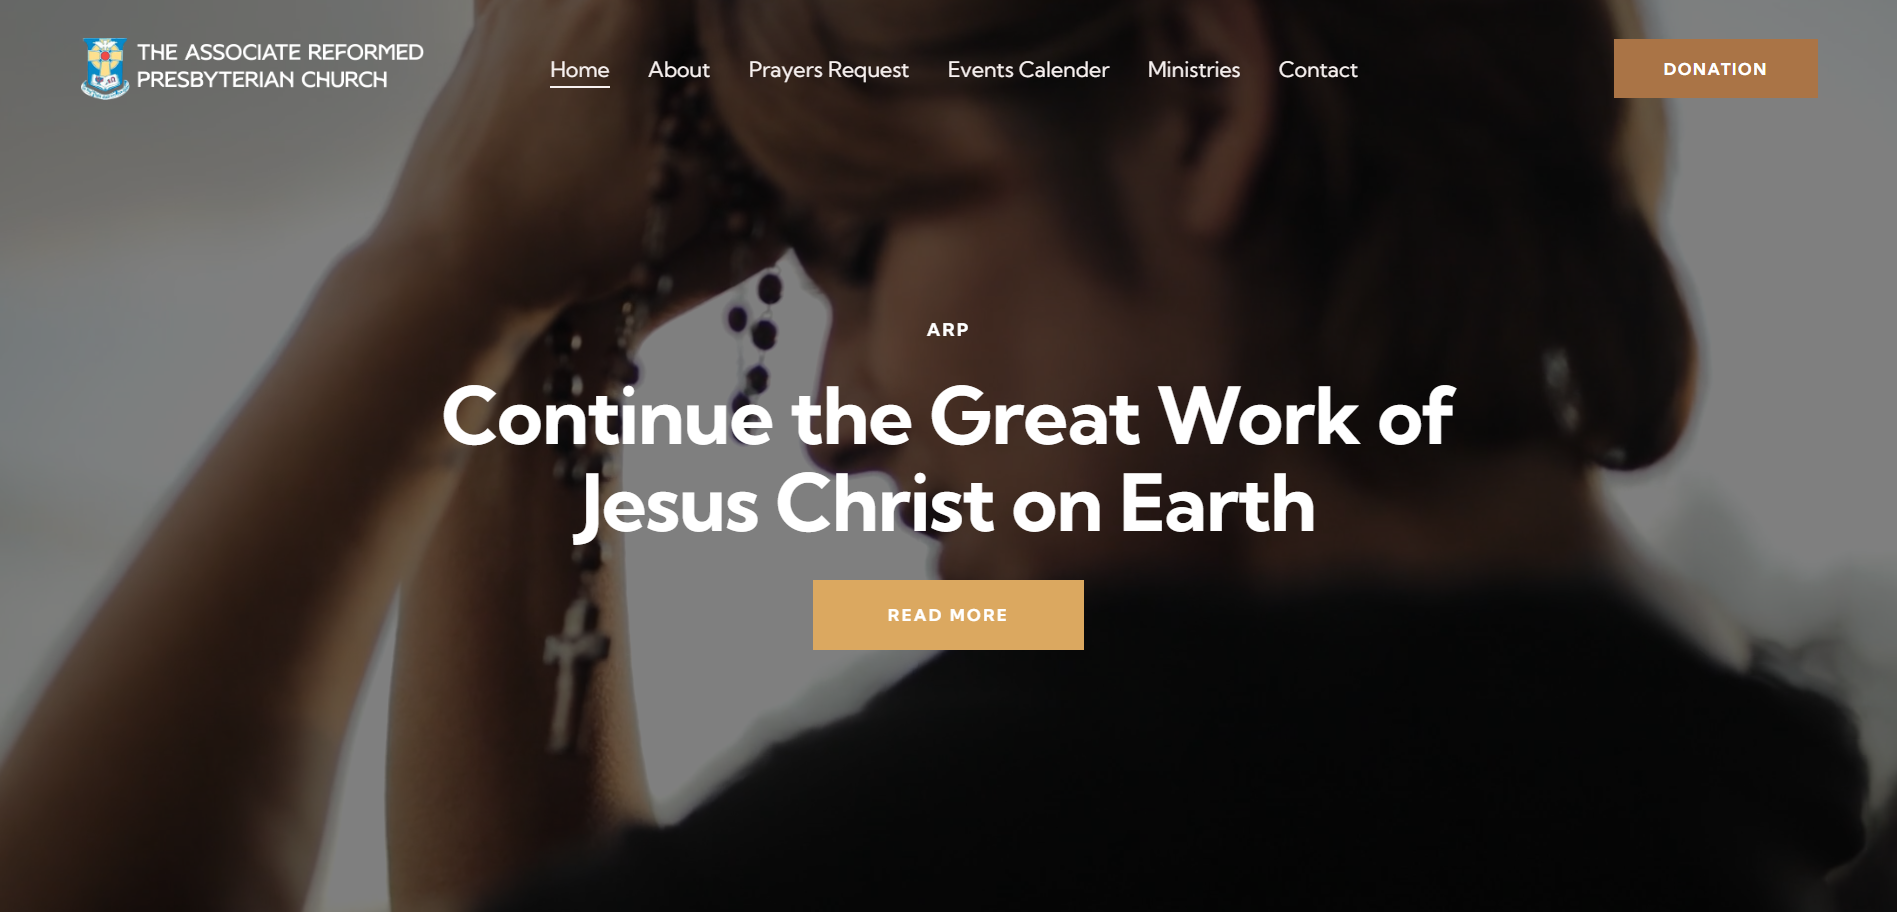 THE ASSOCIATE REFORMED
PRESBYTERIAN CHURCH
Home
About
Prayers Request
Events Calender
Ministries
Contact
DONATION
ARP
Continue the Great Work of
Jesus Christ on Earth
READ MORE